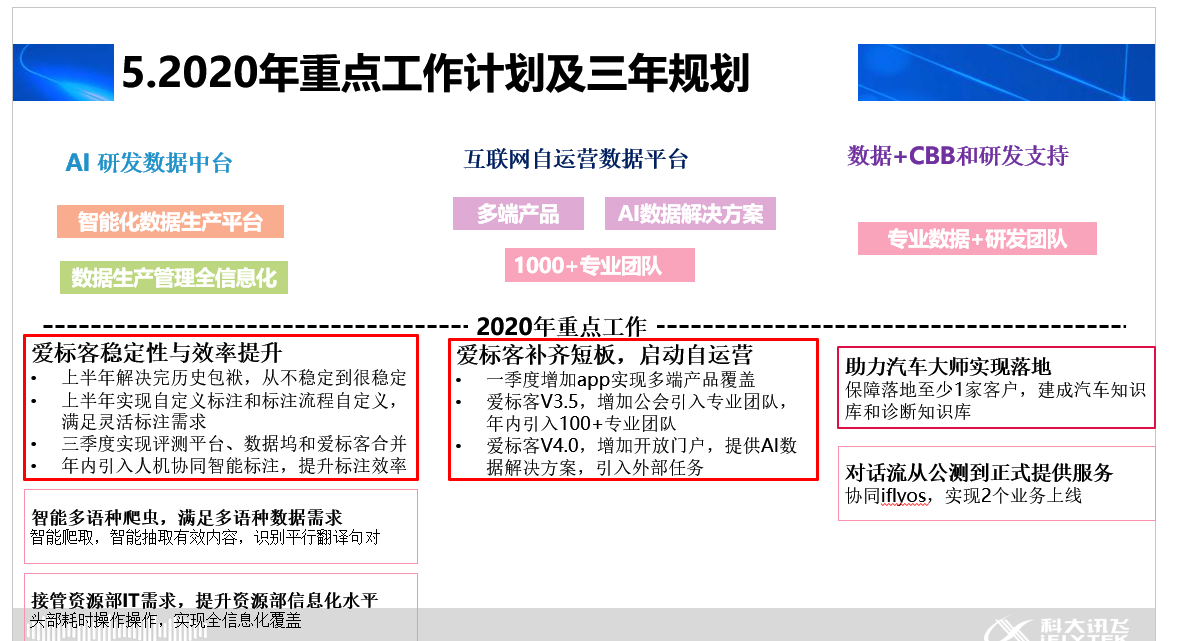 5.2020年重点工作计划及三年规划
AI 研发数据中台
智能化数据生产平台
数据生产管理全信息化
互联网自运营数据平台
多端产品
AI数据解决方案
1000+专业团队
数据+CBB和研发支持
专业数据+研发团队
2020年重点工作
爱标客稳定性与效率提升
• 上半年解决完历史包袱，从不稳定到很稳定
• 上半年实现自定义标注和标注流程自定义，
满足灵活标注需求
• 三季度实现评测平台、数据坞和爱标客合并
• 年内引入人机协同智能标注，提升标注效率
智能多语种爬虫，满足多语种数据需求
智能爬取，智能抽取有效内容，识别平行翻译句对
接管资源部IT需求，提升资源部信息化水平
头部耗时操作操作，实现全信息化覆盖
爱标客补齐短板，启动自运营
• 一季度增加app实现多端产品覆盖
• 爱标客V3.5，增加公会引入专业团队，
年内引入100+专业团队
• 爱标客V4.0，增加开放门户，提供AI数
据解决方案，引入外部任务
助力汽车大师实现落地
保障落地至少1家客户，建成汽车知识
库和诊断知识库
对话流从公测到正式提供服务
协同iflyos，实现2个业务上线
科大讯飞
IFLYTEK